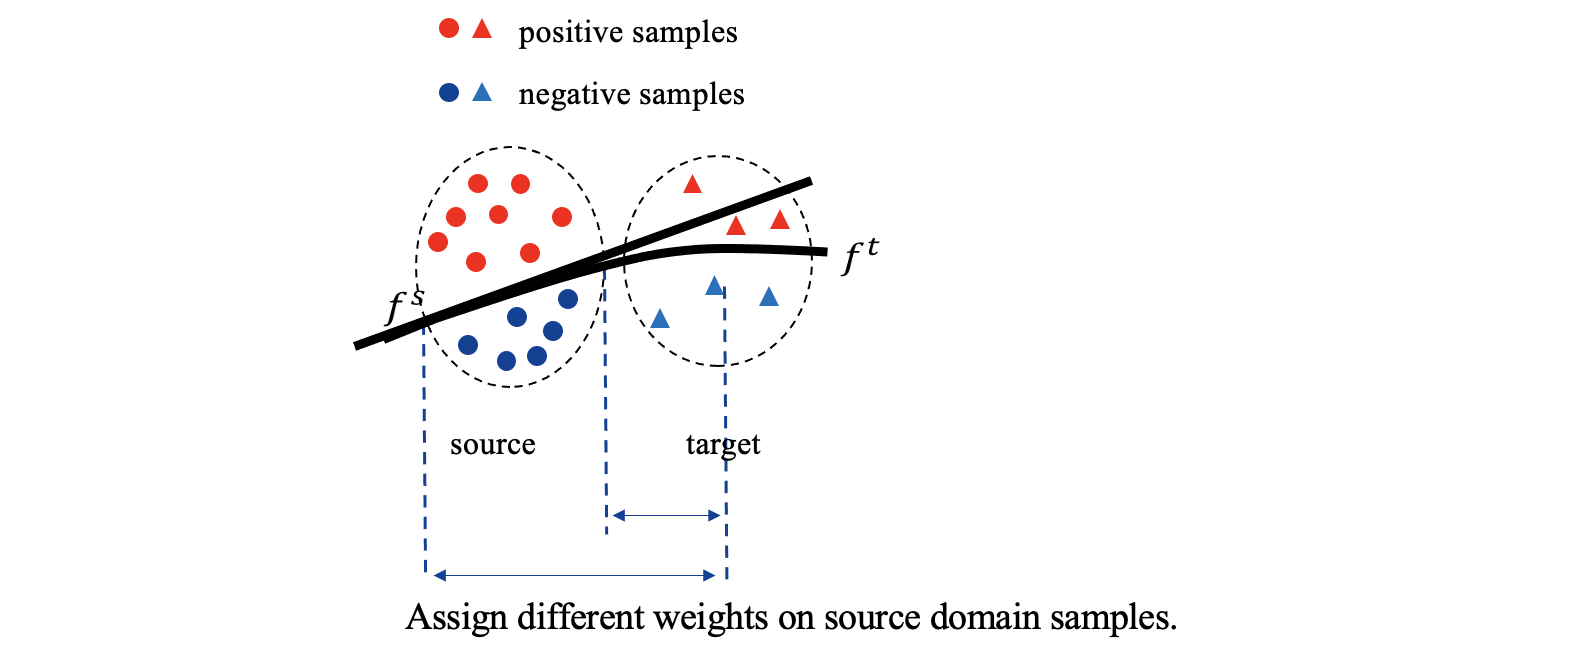 positive samples
negative samples
f^s
f^t
source
target
Assign different weights on source domain samples.